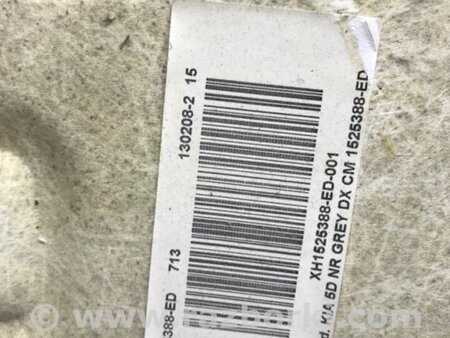 130208-2 15
XH1525388-ED-001
KIA 5D NR GREY DX CM 1525388-ED
388-ED 713
www.razborka.com